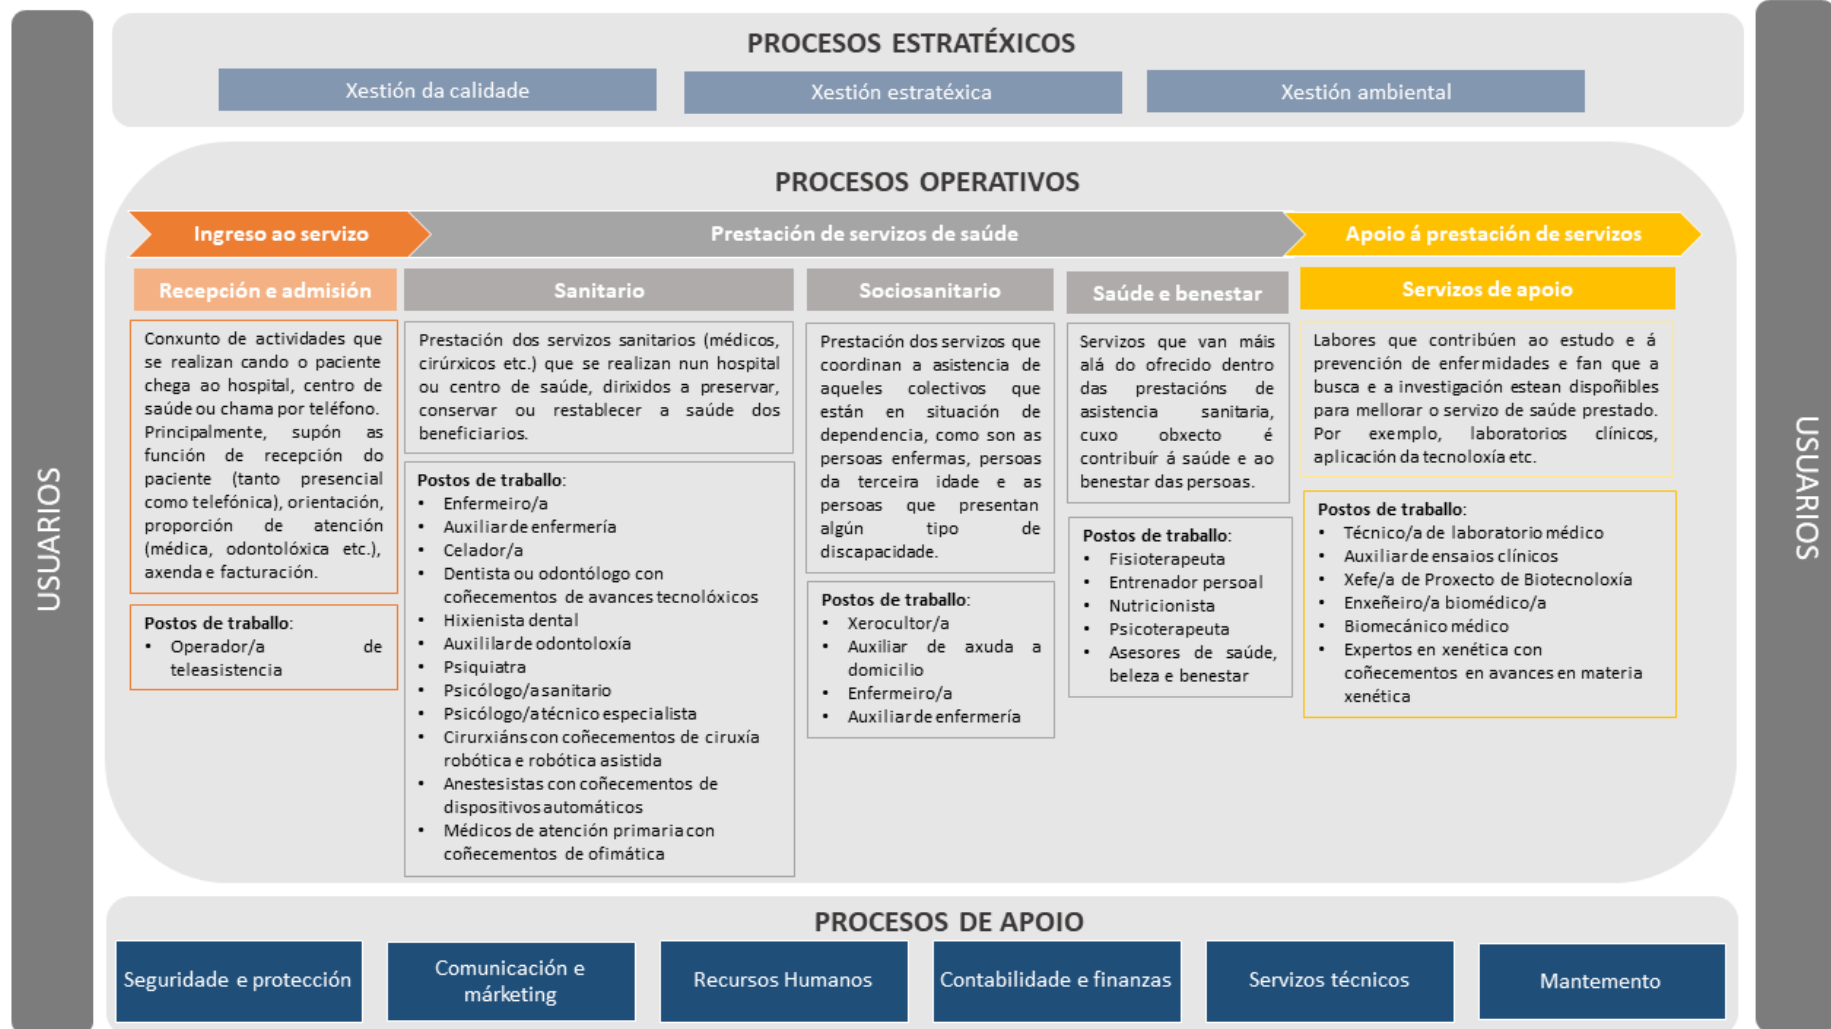 USUARIOS
PROCESOS ESTRATÉXICOS
Xestión da calidade
Xestión estratéxica
Xestión ambiental
PROCESOS OPERATIVOS
Ingreso ao servizo
Prestación de servizos de saúde
Apoio á prestación de servizos
Recepción e admisión
Conxunto de actividades que
se realizan cando o paciente
chega ao hospital, centro de
saúde ou chama por teléfono.
Principalmente, supón as
función de recepción do
paciente (tanto presencial
como telefónica), orientación,
proporción de atención
(médica, odontolóxica etc.),
axenda e facturación.
Postos de traballo:
• Operador/a de
teleasistencia
Sanitario
Prestación dos servizos sanitarios (médicos,
cirúrxicos etc.) que se realizan nun hospital
ou centro de saúde, dirixidos a preservar,
conservar ou restablecer a saúde dos
beneficiarios.
Postos de traballo:
• Enfermeiro/a
• Auxiliar de enfermería
• Celador/a
• Dentista ou odontólogo con
coñecementos de avances tecnolóxicos
• Hixienista dental
• Auxililar de odontoloxía
• Psiquiatra
• Psicólogo/a sanitario
• Psicólogo/a técnico especialista
• Cirurxiáns con coñecementos de ciruxía
robótica e robótica asistida
• Anestesistas con coñecementos de
dispositivos automáticos
• Médicos de atención primaria con
coñecementos de ofimática
Sociosanitario
Prestación dos servizos que
coordinan a asistencia de
aqueles colectivos que
están en situación de
dependencia, como son as
persoas enfermas, persoas
da terceira idade e as
persoas que presentan
algún tipo de
discapacidade.
Postos de traballo:
• Xerocultor/a
• Auxiliar de axuda a
domicilio
• Enfermeiro/a
• Auxiliar de enfermería
Saúde e benestar
Servizos que van máis
alá do ofrecido dentro
das prestacións de
asistencia sanitaria,
cuxo obxecto é
contribuír á saúde e ao
benestar das persoas.
Postos de traballo:
• Fisioterapeuta
• Entrenador persoal
• Nutricionista
• Psicoterapeuta
• Asesores de saúde,
beleza e benestar
Servizos de apoio
Labores que contribúen ao estudo e á
prevención de enfermidades e fan que a
busca e a investigación estean dispoñibles
para mellorar o servizo de saúde prestado.
Por exemplo, laboratorios clínicos,
aplicación da tecnoloxía etc.
Postos de traballo:
• Técnico/a de laboratorio médico
• Auxiliar de ensaios clínicos
• Xefe/a de Proxecto de Biotecnoloxía
• Enxeñeiro/a biomédico/a
• Biomecánico médico
• Expertos en xenética con
coñecementos en avances en materia
xenética
PROCESOS DE APOIO
Seguridade e protección
Comunicación e
márketing
Recursos Humanos
Contabilidade e finanzas
Servizos técnicos
Mantemento
USUARIOS